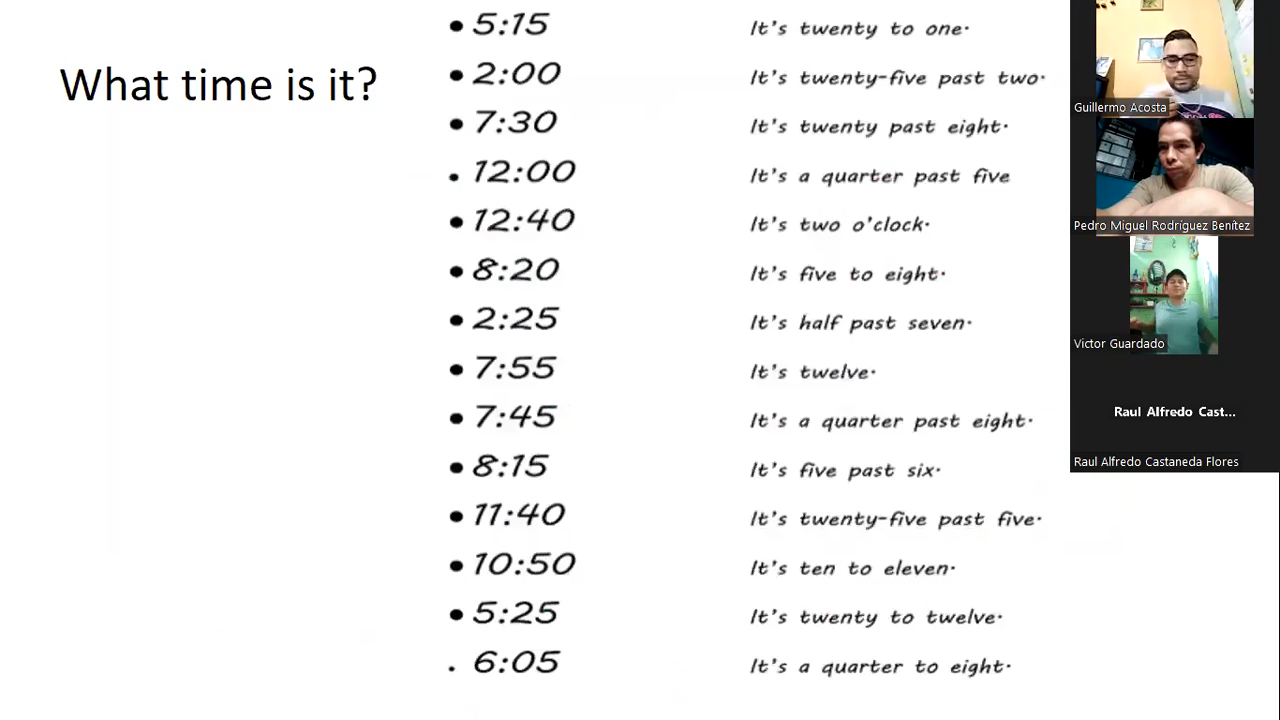 What time is it?
• 5:15 It's twenty to one.
• 2:00 It's twenty-five past two.
• 7:30 It's twenty past eight.
. 12:00 It's a quarter past five
• 12:40 It's two o'clock.
• 8:20 It's five to eight.
• 2:25 It's half past seven.
• 7:55 It's twelve.
• 7:45 It's a quarter past eight.
• 8:15 It's five past six.
• 11:40 It's twenty-five past five.
• 10:50 It's ten to eleven.
• 5:25 It's twenty to twelve.
. 6:05 It's a quarter to eight.
Guillermo Acosta
Pedro Miguel Rodríguez Benítez
Victor Guardado
Raul Alfredo Cast...
Raul Alfredo Castaneda Flores